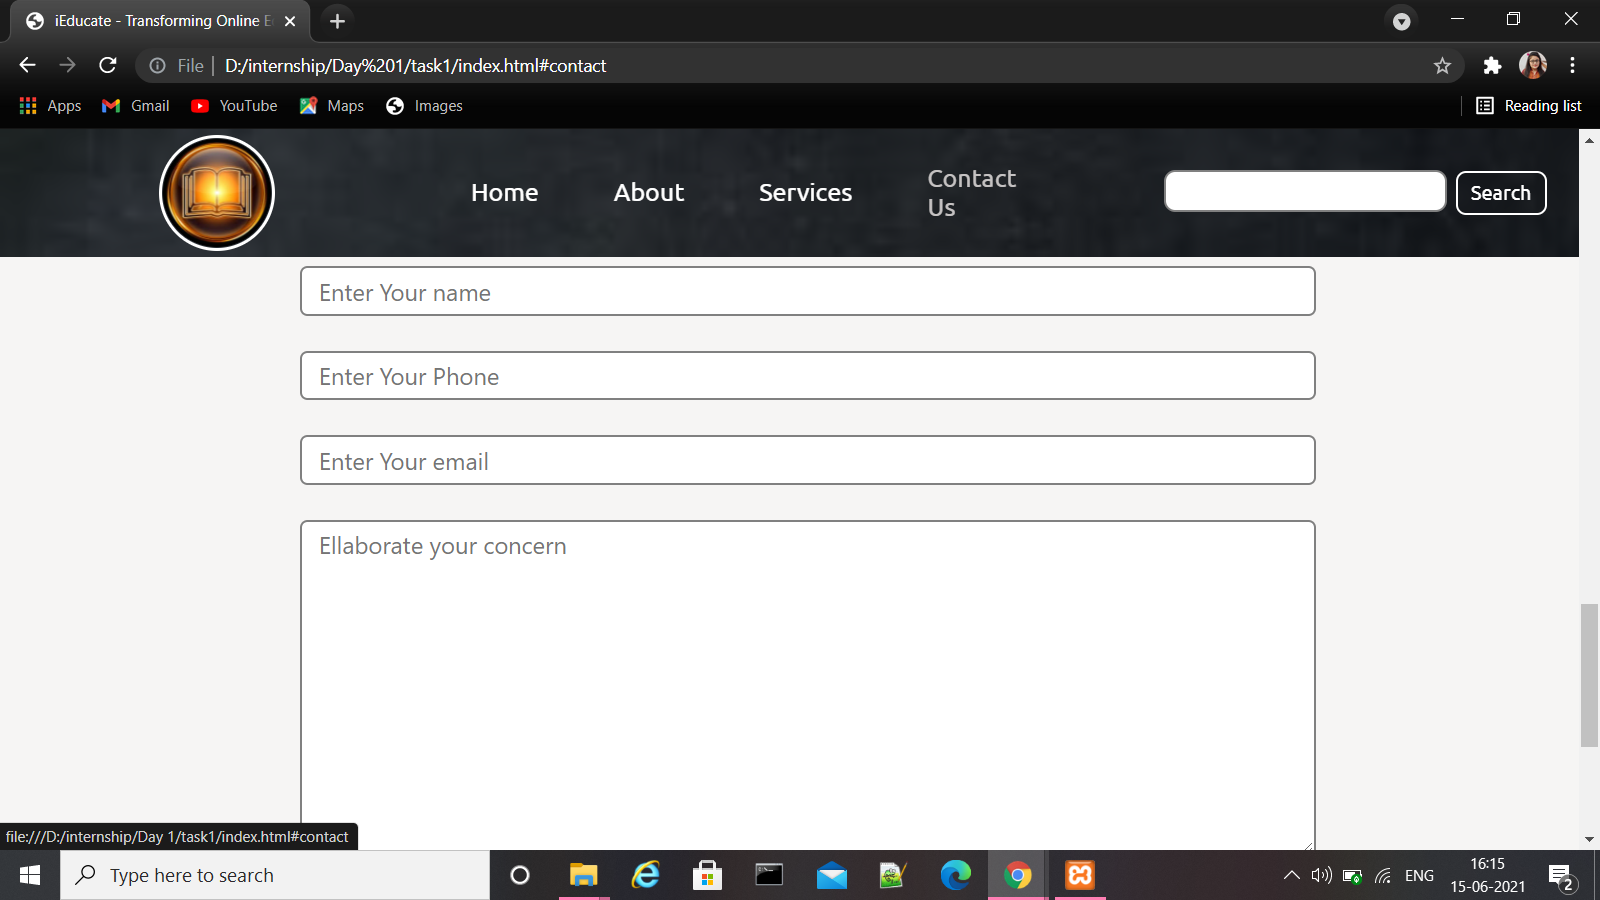 iEducate - Transforming Online E
File | D:/internship/Day%201/task1/index.html#contact
Apps Gmail YouTube Maps Images Reading list
Home About Services Contact Us Search
Enter Your name
Enter Your Phone
Enter Your email
Ellaborate your concern
file:///D:/internship/Day 1/task1/index.html#contact
Type here to search
ENG
16:15
15-06-2021
2